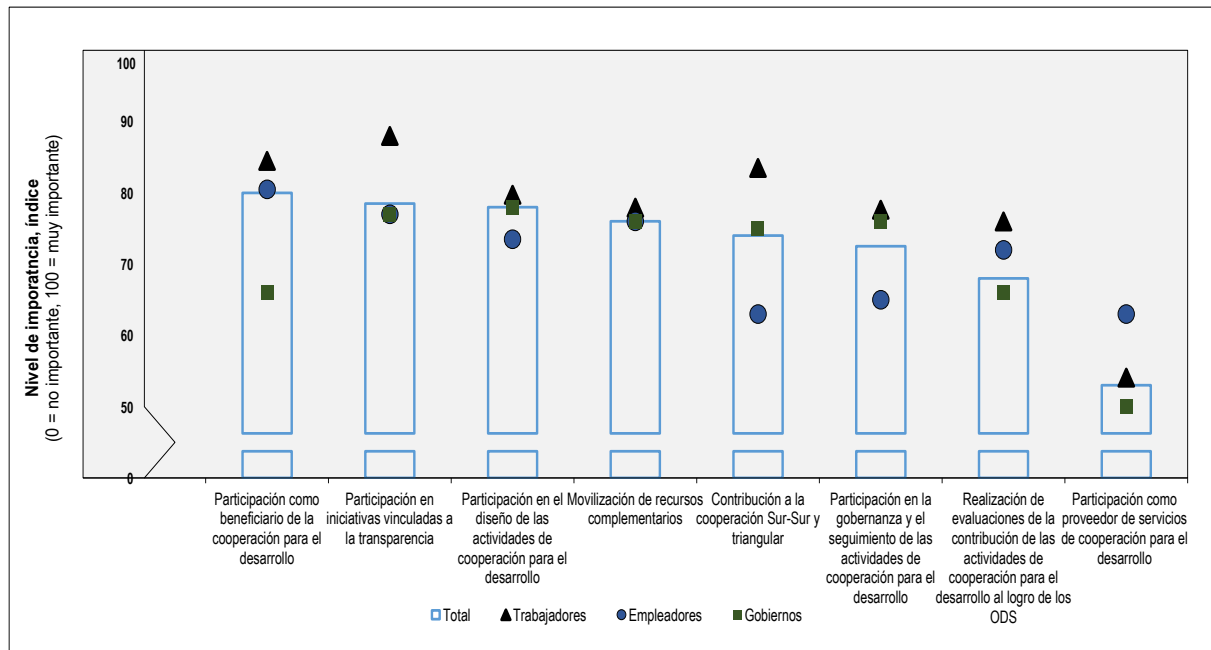 Nivel de imporatncia, índice
(0 = no importante, 100 = muy importante)
100
90
80
70
60
50
0
Participación como
beneficiario de la
cooperación para el
desarrollo
Participación en
iniciativas vinculadas a
la transparencia
Participación en el
diseño de las
actividades de
cooperación para el
desarrollo
Movilización de recursos
complementarios
Contribución a la
cooperación Sur-Sur y
triangular
Participación en la
gobernanza y el
seguimiento de las
actividades de
cooperación para el
desarrollo
Realización de
evaluaciones de la
contribución de las
actividades de
cooperación para el
desarrollo al logro de los
ODS
Participación como
proveedor de servicios
de cooperación para el
desarrollo
Total
Trabajadores
Empleadores
Gobiernos